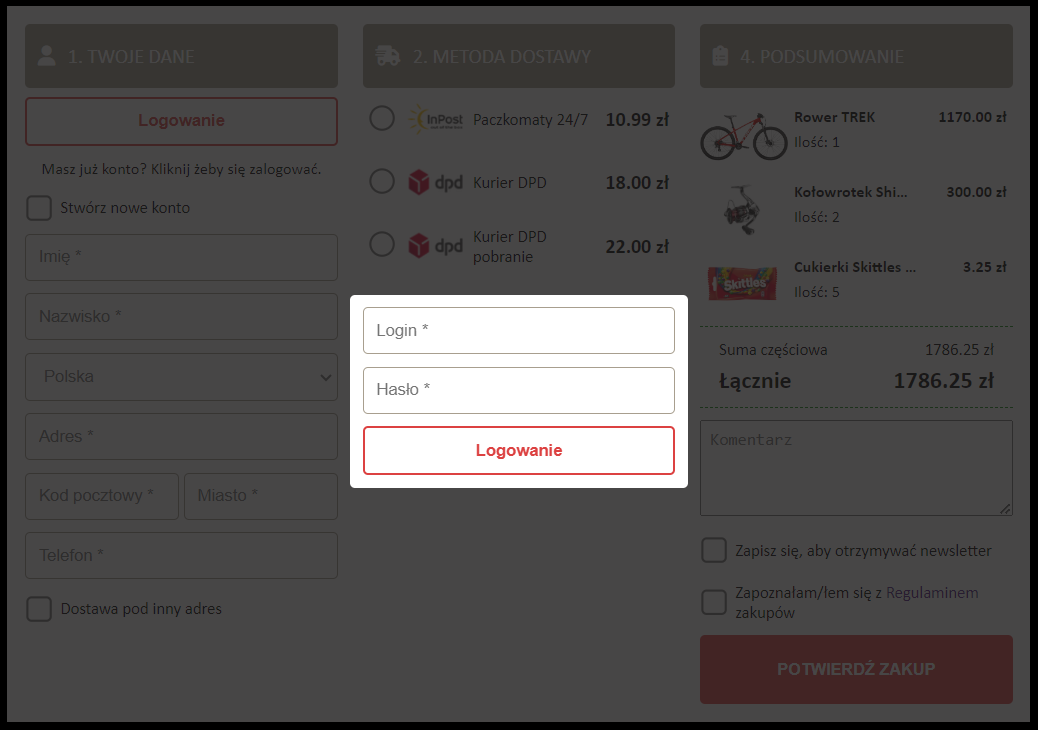 1. TWOJE DANE
Logowanie
Masz już konto? Kliknij żeby się zalogować.
Stwórz nowe konto
Imię *
Nazwisko *
Polska
Adres *
Kod pocztowy *
Miasto *
Telefon *
Dostawa pod inny adres
2. METODA DOSTAWY
InPost
Paczkomaty 24/7
10.99 zł
dpd
Kurier DPD
18.00 zł
dpd
Kurier DPD
pobranie
22.00 zł
Login *
Hasło *
Logowanie
4. PODSUMOWANIE
Rower TREK
1170.00 zł
Ilość: 1
Kołowrotek Shi...
300.00 zł
Ilość: 2
Skittles
Cukierki Skittles ...
3.25 zł
Ilość: 5
Suma częściowa
1786.25 zł
Łącznie
1786.25 zł
Komentarz
Zapisz się, aby otrzymywać newsletter
Zapoznalam/łem się z Regulaminem
zakupów
POTWIERDŹ ZAKUP